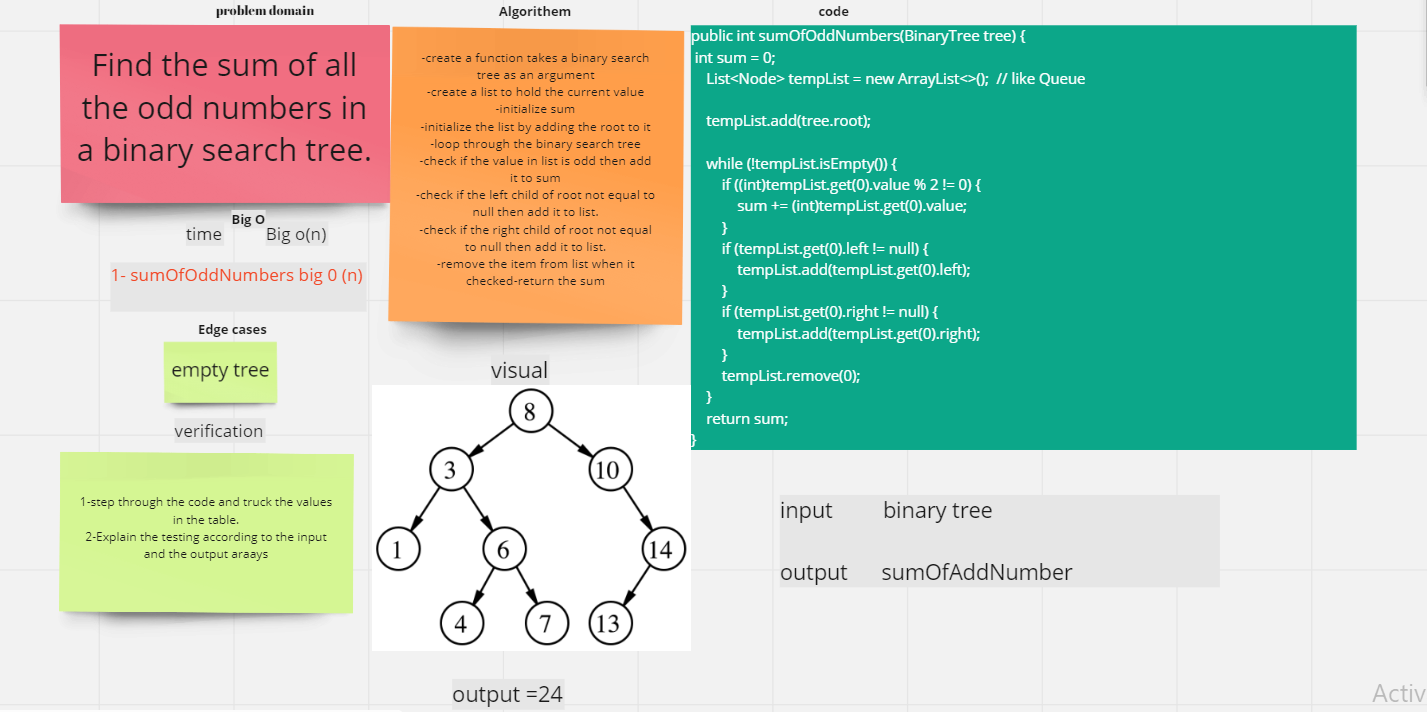 problem domain
Find the sum of all
the odd numbers in
a binary search tree.
Big O
time Big o(n)
1- sumOfOddNumbers big 0 (n)
Edge cases
empty tree
verification
1-step through the code and truck the values
in the table.
2-Explain the testing according to the input
and the output araays
Algorithem
-create a function takes a binary search
tree as an argument
-create a list to hold the current value
-initialize sum
-initialize the list by adding the root to it
-loop through the binary search tree
-check if the value in list is odd then add
it to sum
-check if the left child of root not equal to
null then add it to list.
-check if the right child of root not equal
to null then add it to list.
-remove the item from list when it
checked-return the sum
visual
8
3 10
1 6 14
4 7 13
output =24
code
public int sumOfOddNumbers(BinaryTree tree) {
int sum = 0;
List<Node> tempList = new ArrayList<>(); // like Queue
tempList.add(tree.root);
while (!tempList.isEmpty()) {
if ((int)tempList.get(0).value % 2 != 0) {
sum += (int)tempList.get(0).value;
}
if (tempList.get(0).left != null) {
tempList.add(tempList.get(0).left);
}
if (tempList.get(0).right != null) {
tempList.add(tempList.get(0).right);
}
tempList.remove(0);
}
return sum;
}
input binary tree
output sumOfAddNumber
Activ